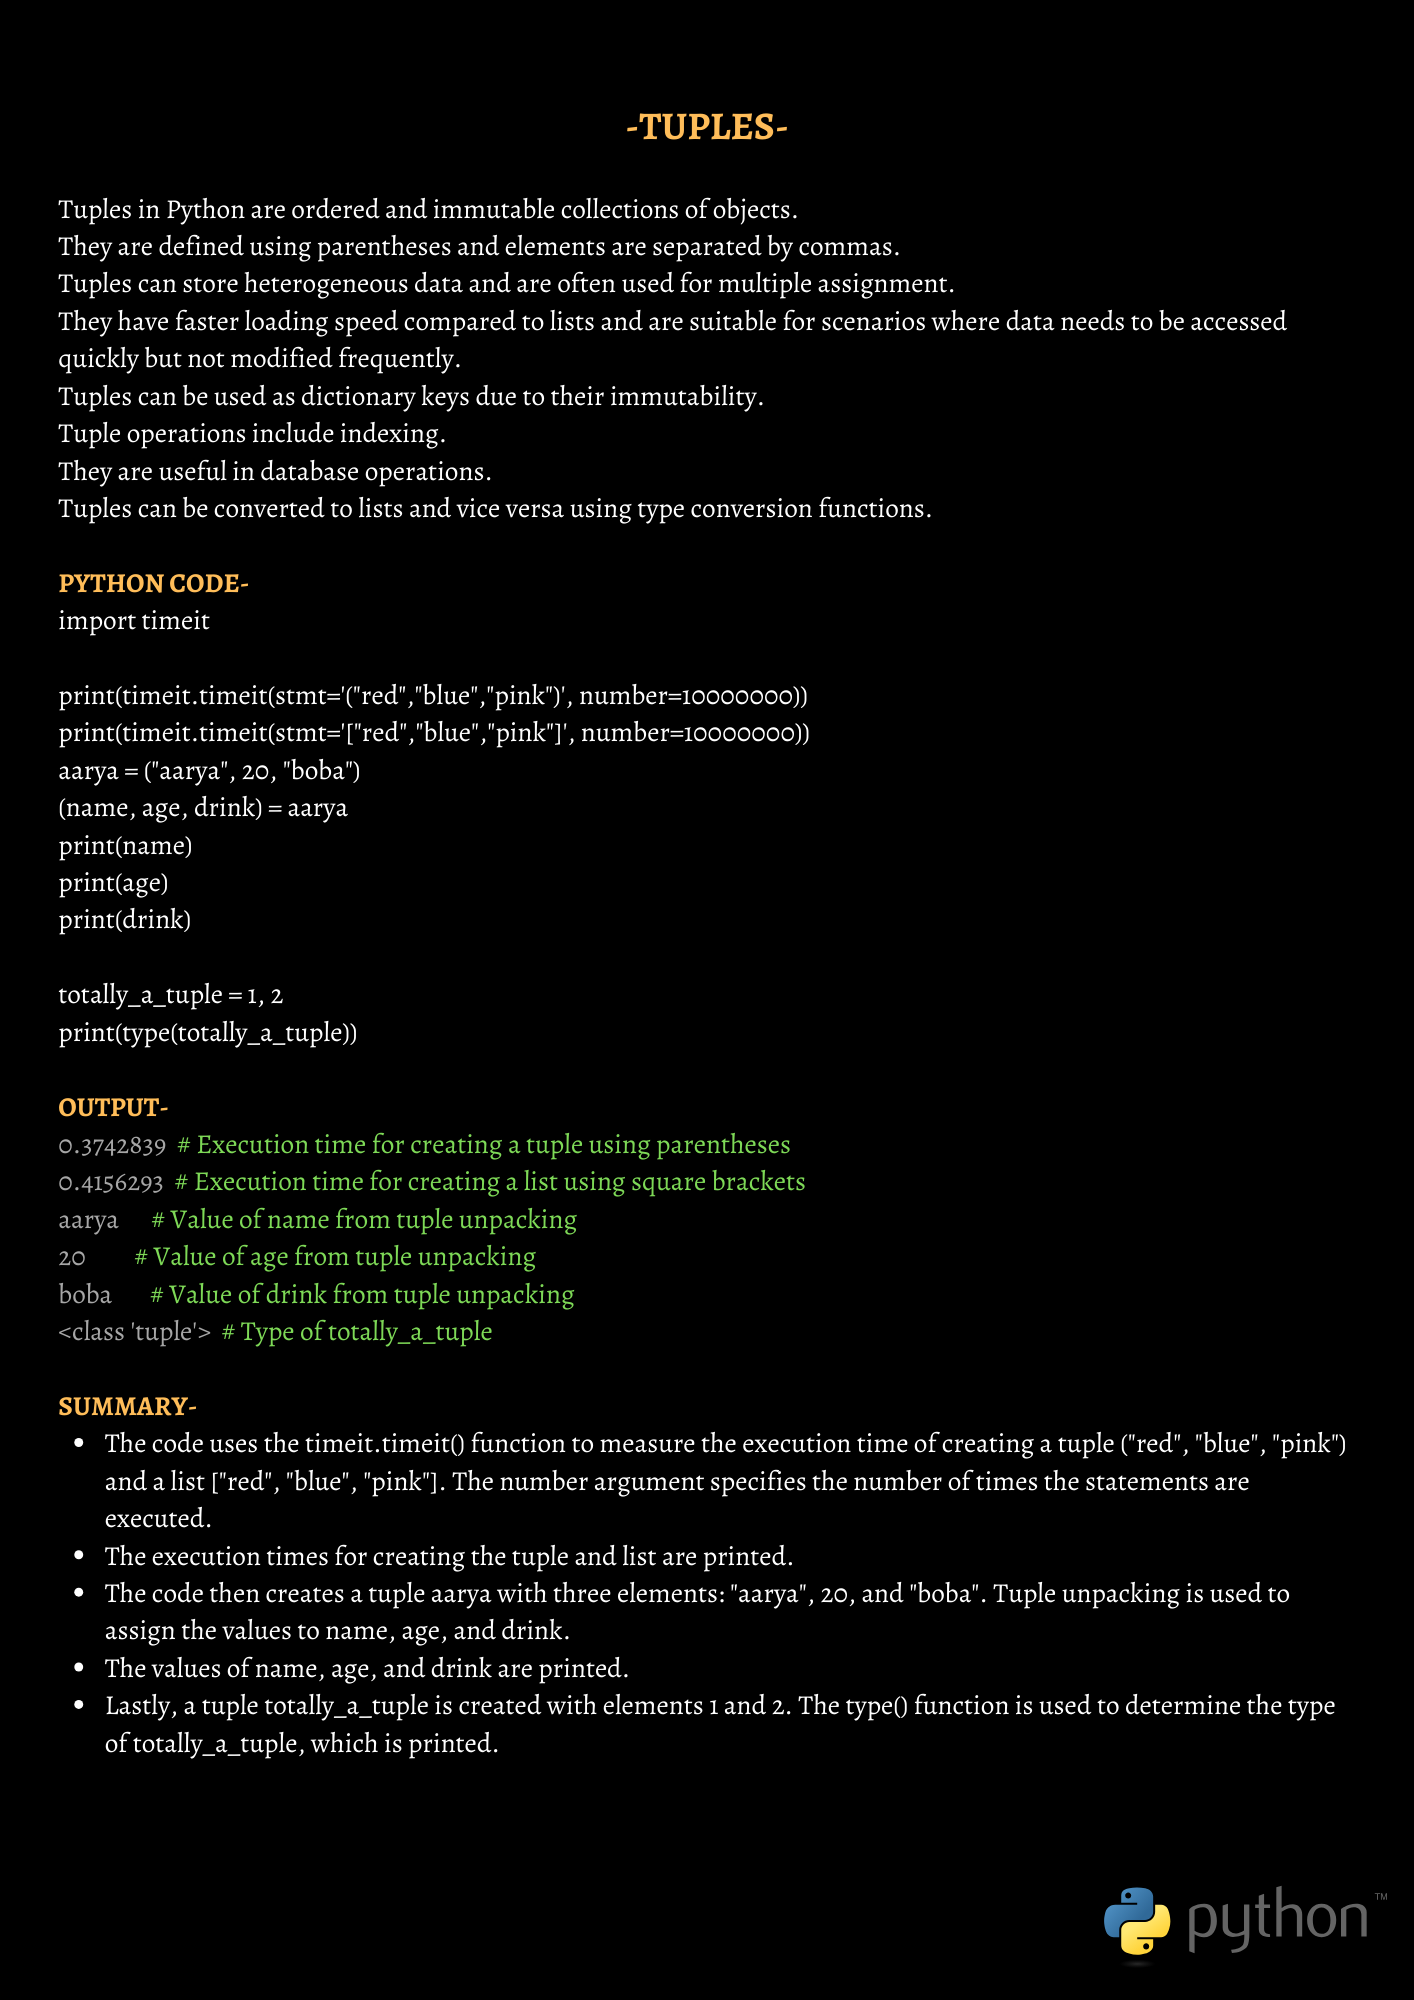 -TUPLES-
Tuples in Python are ordered and immutable collections of objects.
They are defined using parentheses and elements are separated by commas.
Tuples can store heterogeneous data and are often used for multiple assignment.
They have faster loading speed compared to lists and are suitable for scenarios where data needs to be accessed
quickly but not modified frequently.
Tuples can be used as dictionary keys due to their immutability.
Tuple operations include indexing.
They are useful in database operations.
Tuples can be converted to lists and vice versa using type conversion functions.
PYTHON CODE-
import timeit
print(timeit.timeit(stmt='("red","blue","pink")', number=10000000))
print(timeit.timeit(stmt='["red","blue","pink"]', number=10000000))
aarya = ("aarya", 20, "boba")
(name, age, drink) = aarya
print(name)
print(age)
print(drink)
totally_a_tuple = 1, 2
print(type(totally_a_tuple))
OUTPUT-
0.3742839 # Execution time for creating a tuple using parentheses
0.4156293 # Execution time for creating a list using square brackets
aarya # Value of name from tuple unpacking
20 # Value of age from tuple unpacking
boba # Value of drink from tuple unpacking
<class 'tuple'> # Type of totally_a_tuple
SUMMARY-
• The code uses the timeit.timeit() function to measure the execution time of creating a tuple ("red", "blue", "pink")
and a list ["red", "blue", "pink"]. The number argument specifies the number of times the statements are
executed.
• The execution times for creating the tuple and list are printed.
• The code then creates a tuple aarya with three elements: "aarya", 20, and "boba". Tuple unpacking is used to
assign the values to name, age, and drink.
• The values of name, age, and drink are printed.
• Lastly, a tuple totally_a_tuple is created with elements 1 and 2. The type() function is used to determine the type
of totally_a_tuple, which is printed.
python™